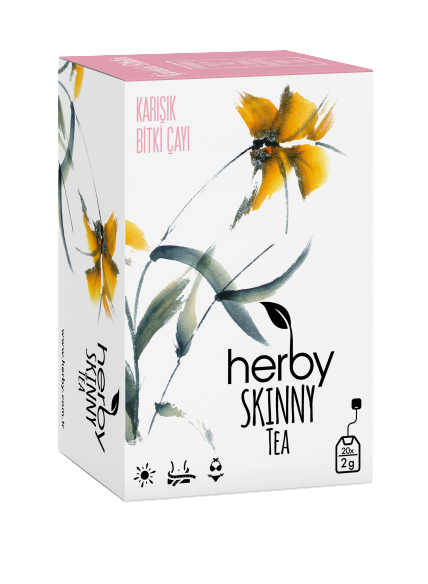 KARIŞIK
BİTKİ ÇAYI
herby
SKINNY
TEA
20x
2g
herby
SKINNY
TEA
www.herby.com.tr